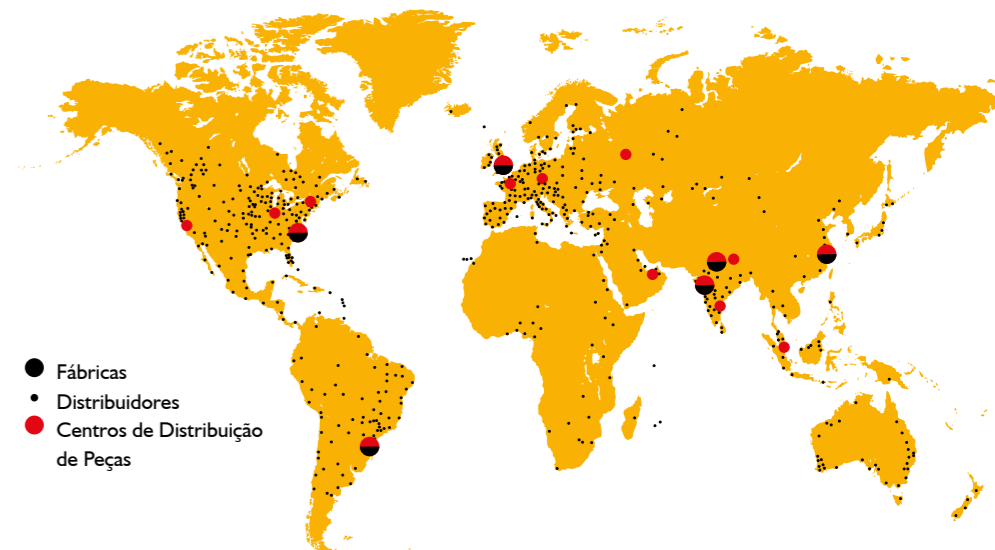 Fábricas
Distribuidores
Centros de Distribuição
de Peças